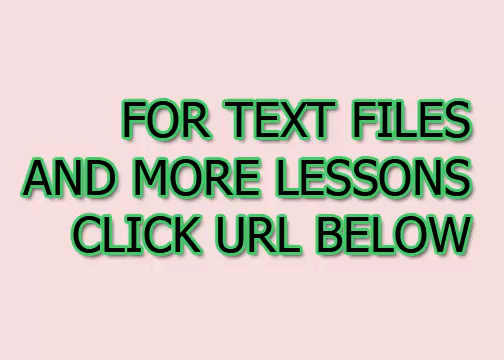 FOR TEXT FILES
AND MORE LESSONS
CLICK URL BELOW